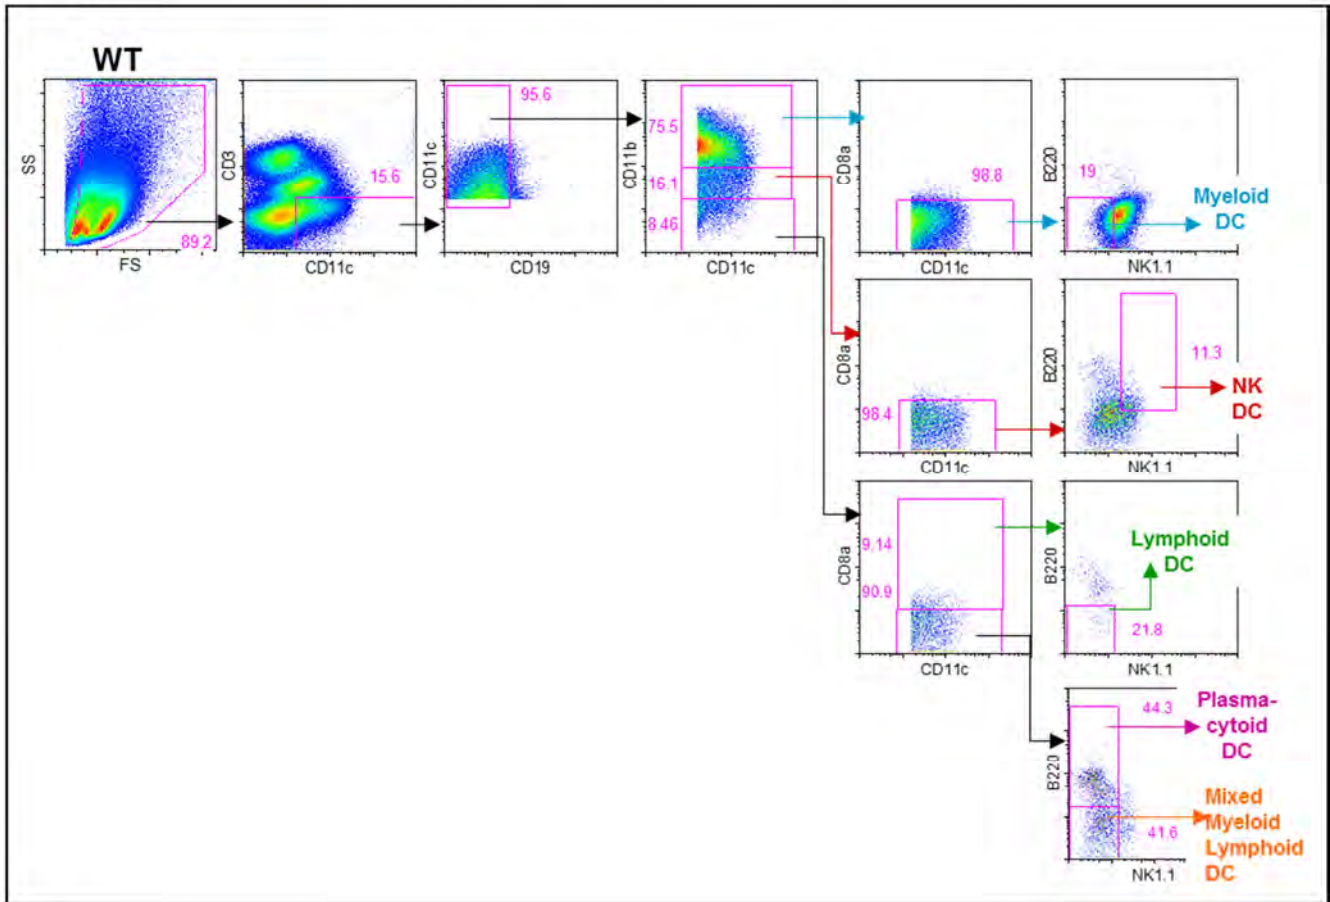 WT
SS
89.2
FS
CD3
15.6
CD11c
CD11c
95.6
CD19
CD11b
75.5
16.1
8.46
CD11c
CD8a
98.8
CD11c
B220
19
NK1.1
Myeloid
DC
CD8a
98.4
CD11c
B220
11.3
NK1.1
NK
DC
CD8a
9.14
90.9
CD11c
B220
Lymphoid
DC
21.8
NK1.1
B220
44.3
Plasma-
cytoid
DC
41.6
NK1.1
Mixed
Myeloid
Lymphoid
DC